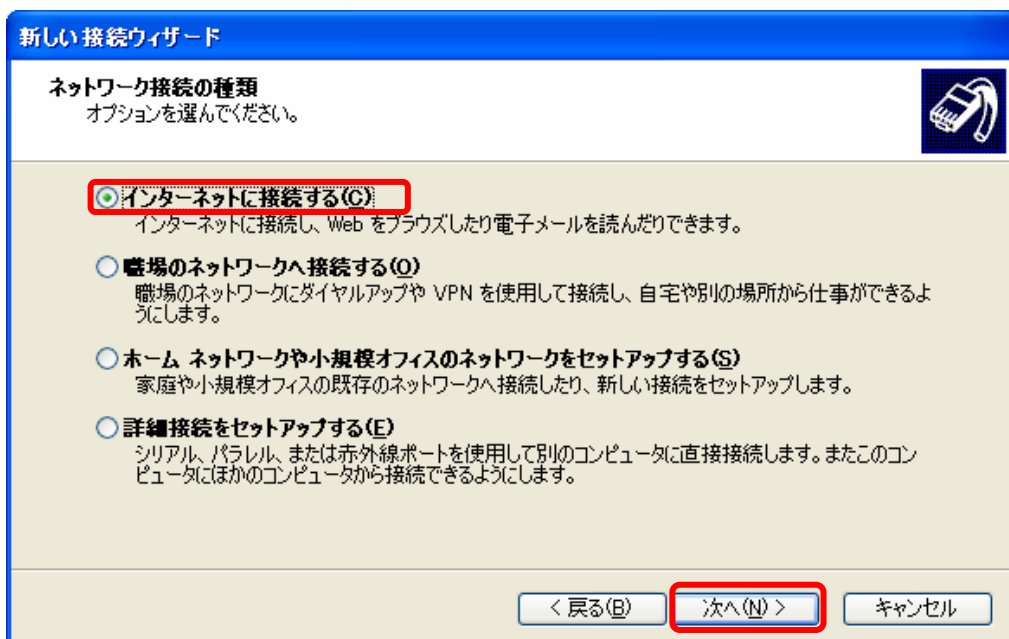 新しい接続ウィザード
ネットワーク接続の種類
オプションを選んでください。
インターネットに接続する(C)
インターネットに接続し、Web をブラウズしたり電子メールを読んだりできます。
職場のネットワークへ接続する(O)
職場のネットワークにダイヤルアップや VPN を使用して接続し、自宅や別の場所から仕事ができるよ
うにします。
ホーム ネットワークや小規模オフィスのネットワークをセットアップする(S)
家庭や小規模オフィスの既存のネットワークへ接続したり、新しい接続をセットアップします。
詳細接続をセットアップする(E)
シリアル、パラレル、または赤外線ポートを使用して別のコンピュータに直接接続します。またこのコン
ピュータにほかのコンピュータから接続できるようにします。
< 戻る(B) 次へ(N) > キャンセル